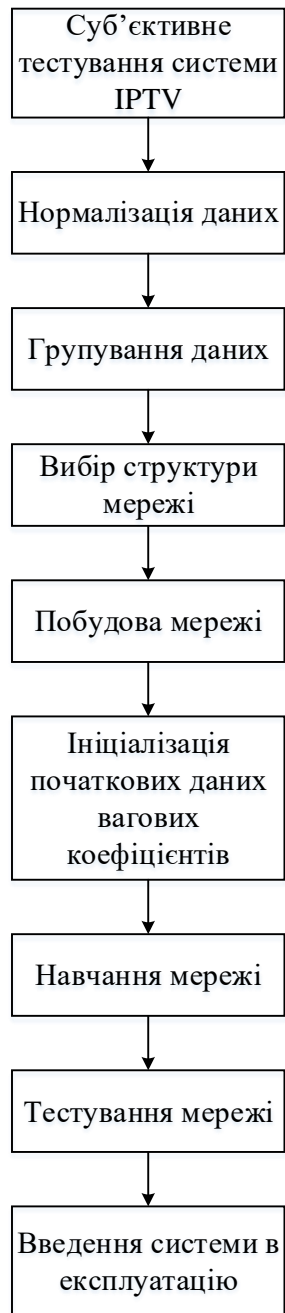 Суб’єктивне
тестування системи
IPTV
Нормалізація даних
Групування даних
Вибір структури
мережі
Побудова мережі
Ініціалізація
початкових даних
вагових
коефіцієнтів
Навчання мережі
Тестування мережі
Введення системи в
експлуатацію